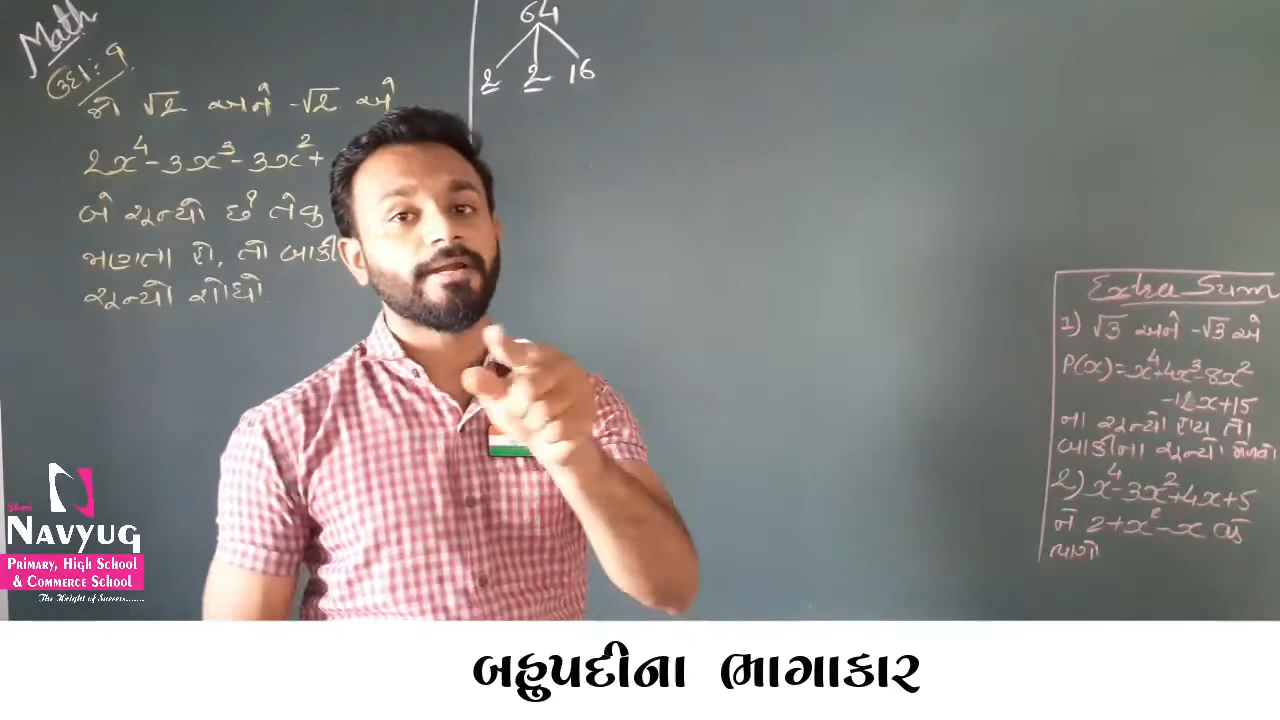 Math
ઉદા: 9
જો √2 અને -√2 એ
2x⁴-3x³-3x²+
બે શૂન્યો છે તેવુ
જાણતા હો, તો બાકી
શૂન્યો શોધો.
64
2 2 16
Extra Sum
1) √3 અને -√3 એ
P(x)=x⁴+4x³-8x²
-12x+15
ના શૂન્યો હોય તો
બાકીના શૂન્યો મેળવો
2) x⁴-3x²+4x+5
ને 2+x²-x વડે
ભાગો
Shri
NAVYUG
PRIMARY, HIGH SCHOOL
& COMMERCE SCHOOL
The Height of Success.......
બહુપદીના ભાગાકાર